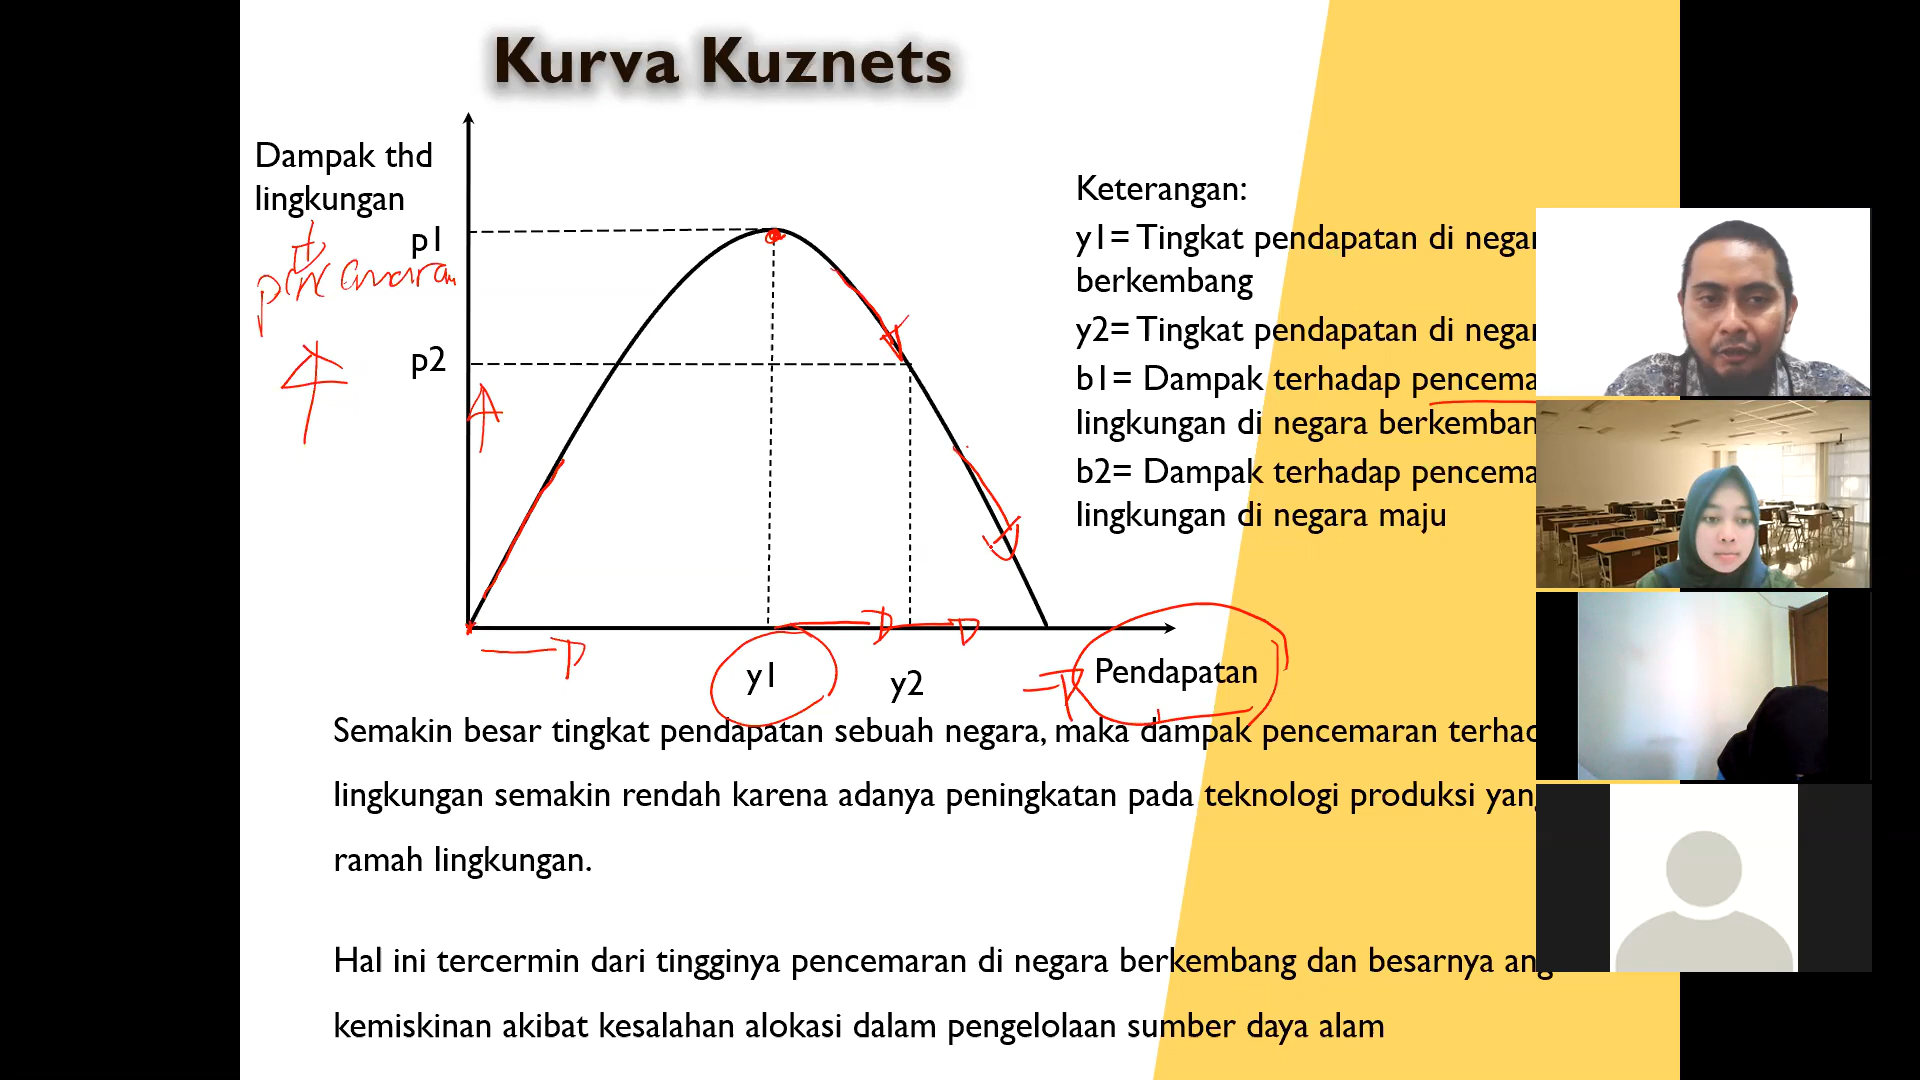 Kurva Kuznets
Dampak thd
lingkungan
p1
pencemaran
p2
y1
y2
Pendapatan
Keterangan:
y1= Tingkat pendapatan di negar
berkembang
y2= Tingkat pendapatan di negar
b1= Dampak terhadap pencema
lingkungan di negara berkemban
b2= Dampak terhadap pencema
lingkungan di negara maju
Semakin besar tingkat pendapatan sebuah negara, maka dampak pencemaran terhad
lingkungan semakin rendah karena adanya peningkatan pada teknologi produksi yang
ramah lingkungan.
Hal ini tercermin dari tingginya pencemaran di negara berkembang dan besarnya ang
kemiskinan akibat kesalahan alokasi dalam pengelolaan sumber daya alam